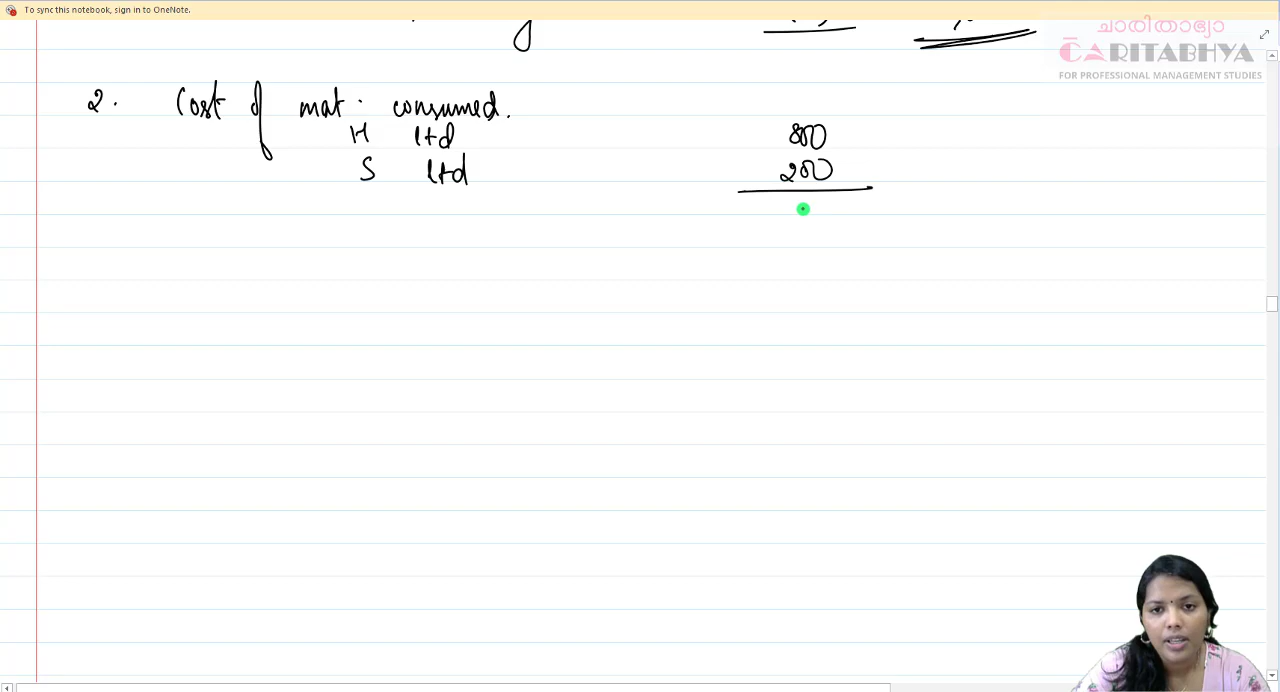 To sync this notebook, sign in to OneNote.
ചാരിതാഭ്യാ
CARITABHYA
FOR PROFESSIONAL MANAGEMENT STUDIES
2. Cost of mat. consumed.
H ltd 800
S ltd 200